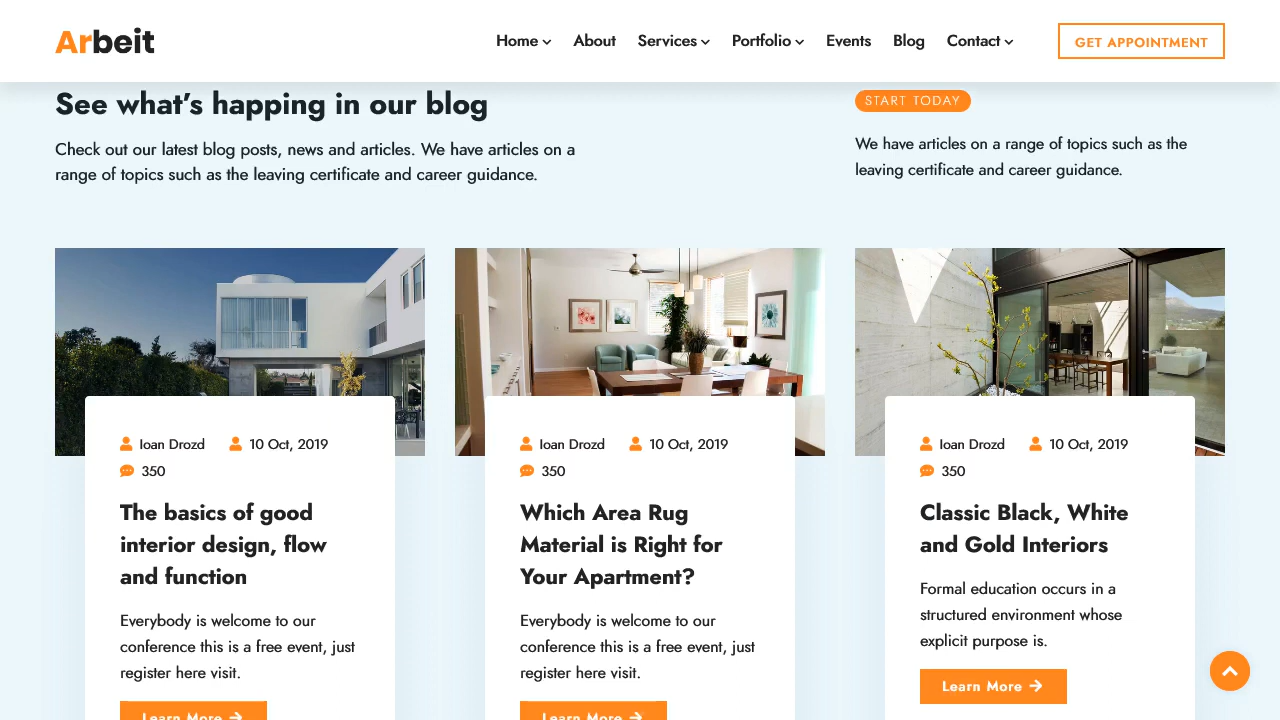 Arbeit
Home About Services Portfolio Events Blog Contact GET APPOINTMENT
See what's happing in our blog
Check out our latest blog posts, news and articles. We have articles on a
range of topics such as the leaving certificate and career guidance.
START TODAY
We have articles on a range of topics such as the
leaving certificate and career guidance.
Ioan Drozd 10 Oct, 2019
350
The basics of good
interior design, flow
and function
Everybody is welcome to our
conference this is a free event, just
register here visit.
Learn More
Ioan Drozd 10 Oct, 2019
350
Which Area Rug
Material is Right for
Your Apartment?
Everybody is welcome to our
conference this is a free event, just
register here visit.
Learn More
Ioan Drozd 10 Oct, 2019
350
Classic Black, White
and Gold Interiors
Formal education occurs in a
structured environment whose
explicit purpose is.
Learn More